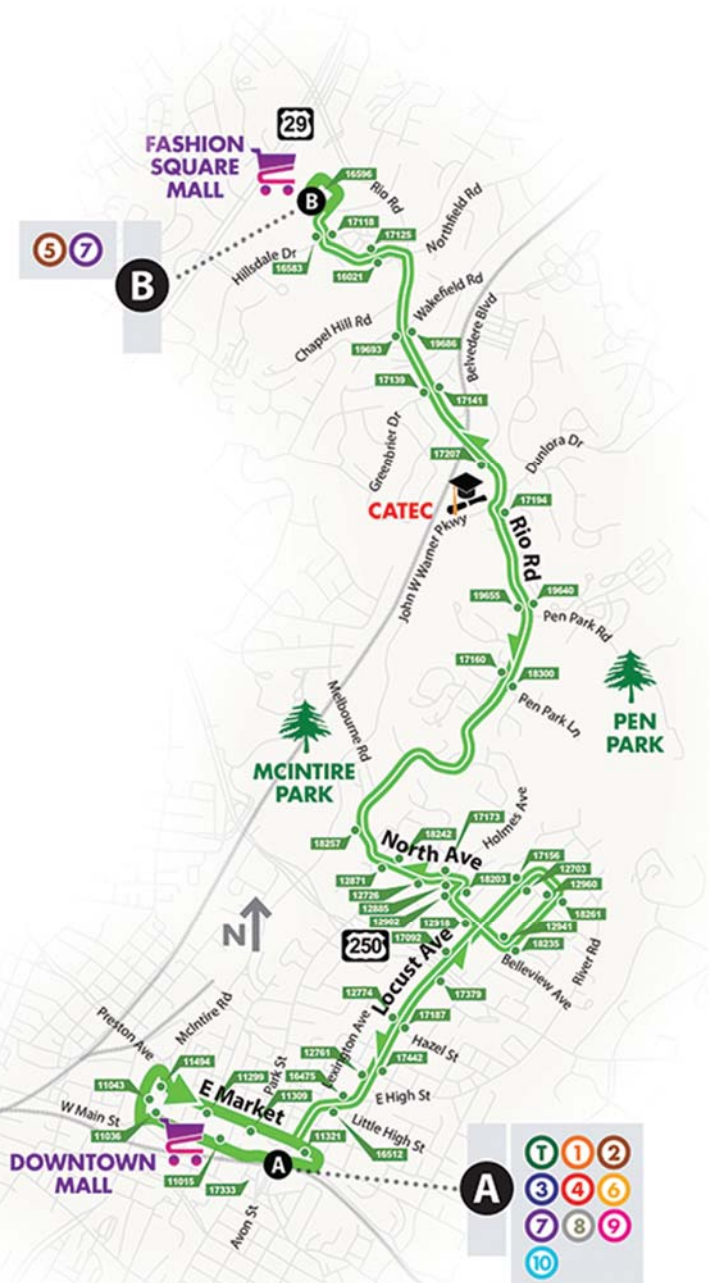 29
FASHION
SQUARE
MALL
16596
B
Rio Rd
17118
17125
Northfield Rd
5 7
B
Hillsdale Dr
16583
16021
Wakefield Rd
Chapel Hill Rd
Belvedere Blvd
19693
19686
17139
17141
Greenbrier Dr
17207
Dunlora Dr
CATEC
17194
John W Warner Pkwy
Rio Rd
19655
19640
Pen Park Rd
17160
18300
Pen Park Ln
PEN
PARK
Melbourne Rd
MCINTIRE
PARK
18257
18242
17173
Holmes Ave
North Ave
17156
12703
12871
18203
12960
12726
12885
12902
12918
18261
12941
N
250
17092
18235
Belleview Ave
River Rd
Locust Ave
17379
12774
17187
Preston Ave
McIntire Rd
Hazel St
Lexington Ave
12761
17442
11494
Park St
11299
16475
11309
E High St
11043
E Market
W Main St
Little High St
11036
11321
16512
DOWNTOWN
MALL
A
11015
17333
Avon St
A
T 1 2
3 4 6
7 8 9
10